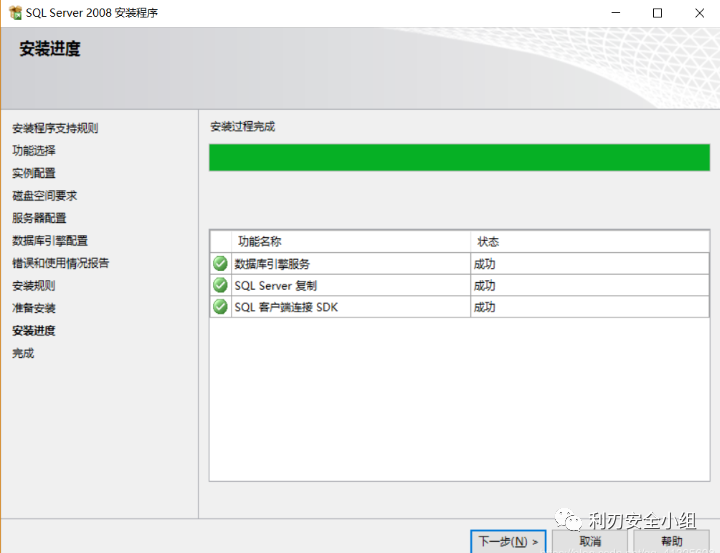 SQL Server 2008 安装程序
安装进度
安装程序支持规则
功能选择
实例配置
磁盘空间要求
服务器配置
数据库引擎配置
错误和使用情况报告
安装规则
准备安装
安装进度
完成
安装过程完成
功能名称 状态
数据库引擎服务 成功
SQL Server 复制 成功
SQL 客户端连接 SDK 成功
利刃安全小组
下一步(N) > 取消 帮助